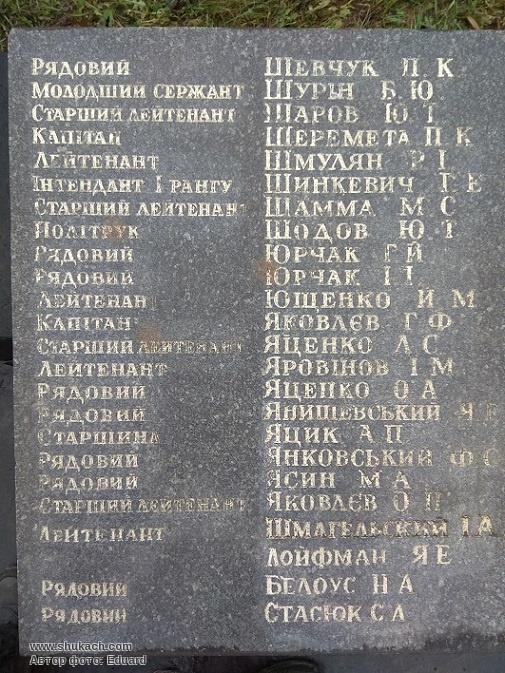 Рядовий Шевчук П К
Молодший сержант Шурын Б Ю
Старший лейтенант Шаров Ю І
Капітан Шеремета П К
Лейтенант Шмулян Р І
Інтендант І рангу Шинкевич Г Е
Старший лейтенант Шамма М С
Політрук Шодов Ю І
Рядовий Юрчак Г Й
Рядовий Юрчак І І
Лейтенант Ющенко Й М
Капітан Яковлєв Г Ф
Старший лейтенант Яценко Л С
Лейтенант Яровінов І М
Рядовий Яценко О А
Рядовий Янишевський Я Е
Старшина Яцик А П
Рядовий Янковський Ф С
Рядовий Ясин М А
Старший лейтенант Яковлєв О П
Лейтенант Шмагельский І А
Лойфман Я Е
Рядовий Белоус Н А
Рядовий Стасюк С А
www.shukach.com
Автор фото: Eduard